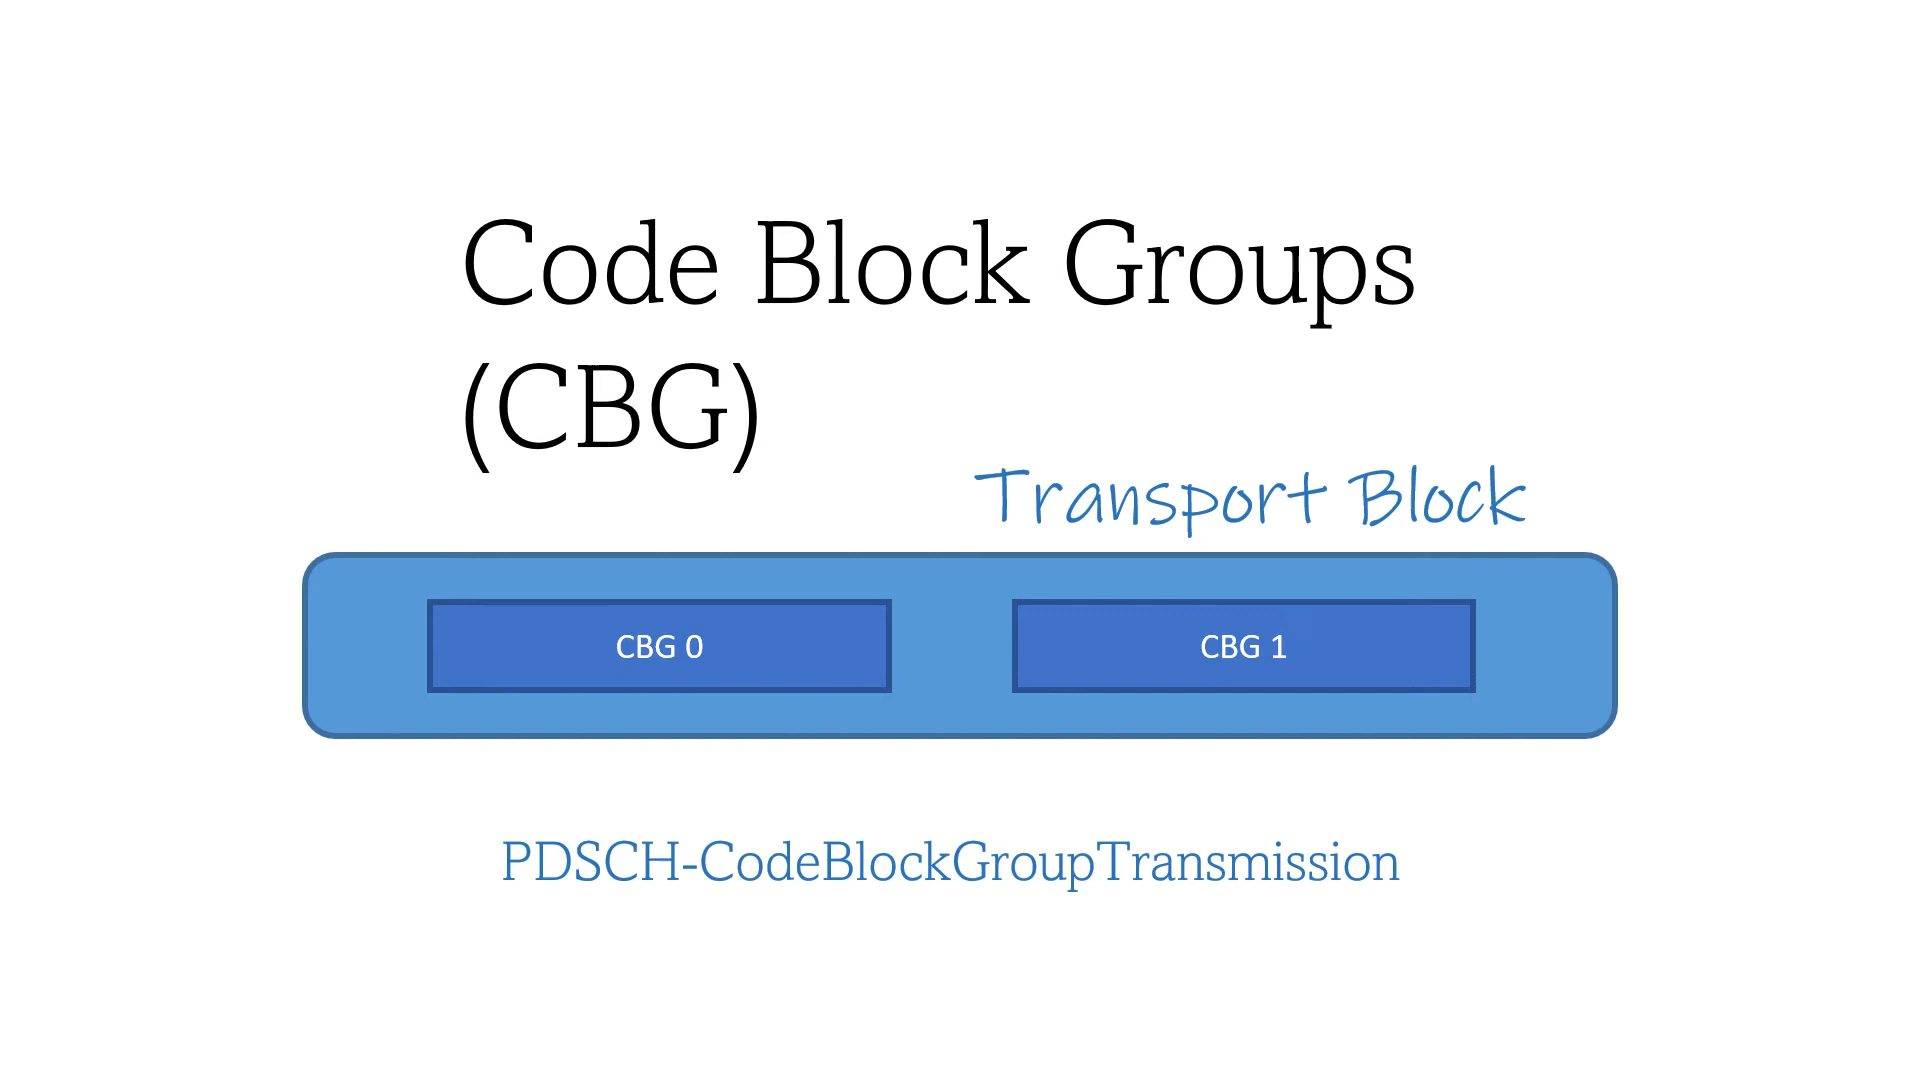 Code Block Groups
(CBG)
Transport Block
CBG 0
CBG 1
PDSCH-CodeBlockGroupTransmission